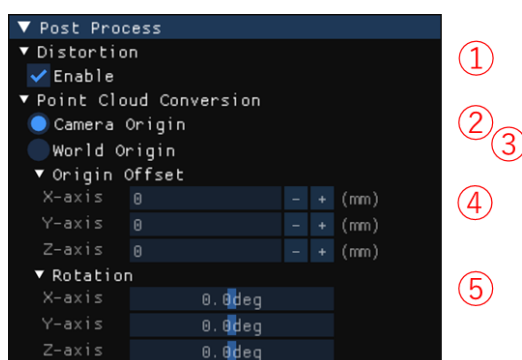 ▼ Post Process
▼ Distortion ①
Enable
▼ Point Cloud Conversion
Camera Origin ②
World Origin ③
▼ Origin Offset
X-axis 0 - + (mm) ④
Y-axis 0 - + (mm)
Z-axis 0 - + (mm)
▼ Rotation ⑤
X-axis 0.0deg
Y-axis 0.0deg
Z-axis 0.0deg